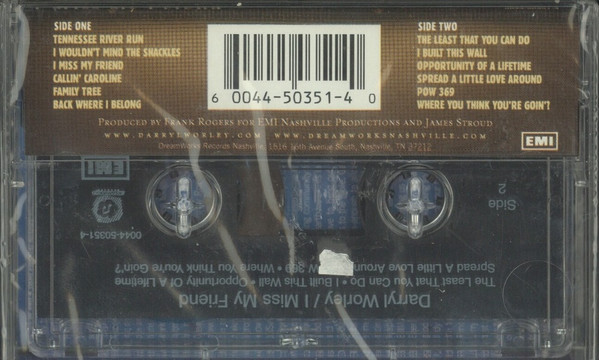 SIDE ONE
TENNESSEE RIVER RUN
I WOULDN'T MIND THE SHACKLES
I MISS MY FRIEND
CALLIN' CAROLINE
FAMILY TREE
BACK WHERE I BELONG
6 0044-50351-4 0
SIDE TWO
THE LEAST THAT YOU CAN DO
I BUILT THIS WALL
OPPORTUNITY OF A LIFETIME
SPREAD A LITTLE LOVE AROUND
POW 369
WHERE YOU THINK YOU'RE GOIN'?
PRODUCED BY FRANK ROGERS FOR EMI NASHVILLE PRODUCTIONS AND JAMES STROUD
WWW.DARRYLWORLEY.COM WWW.DREAMWORKSNASHVILLE.COM
EMI
DreamWorks Records Nashville, 1516 16th Avenue South, Nashville, TN 37212
Darryl Worley / I Miss My Friend
The Least That You Can Do • I Built This Wall • Opportunity Of A Lifetime
Spread A Little Love Around • 369 • Where You Think You're Goin'?
0044-50351-4
Side
2
EMI